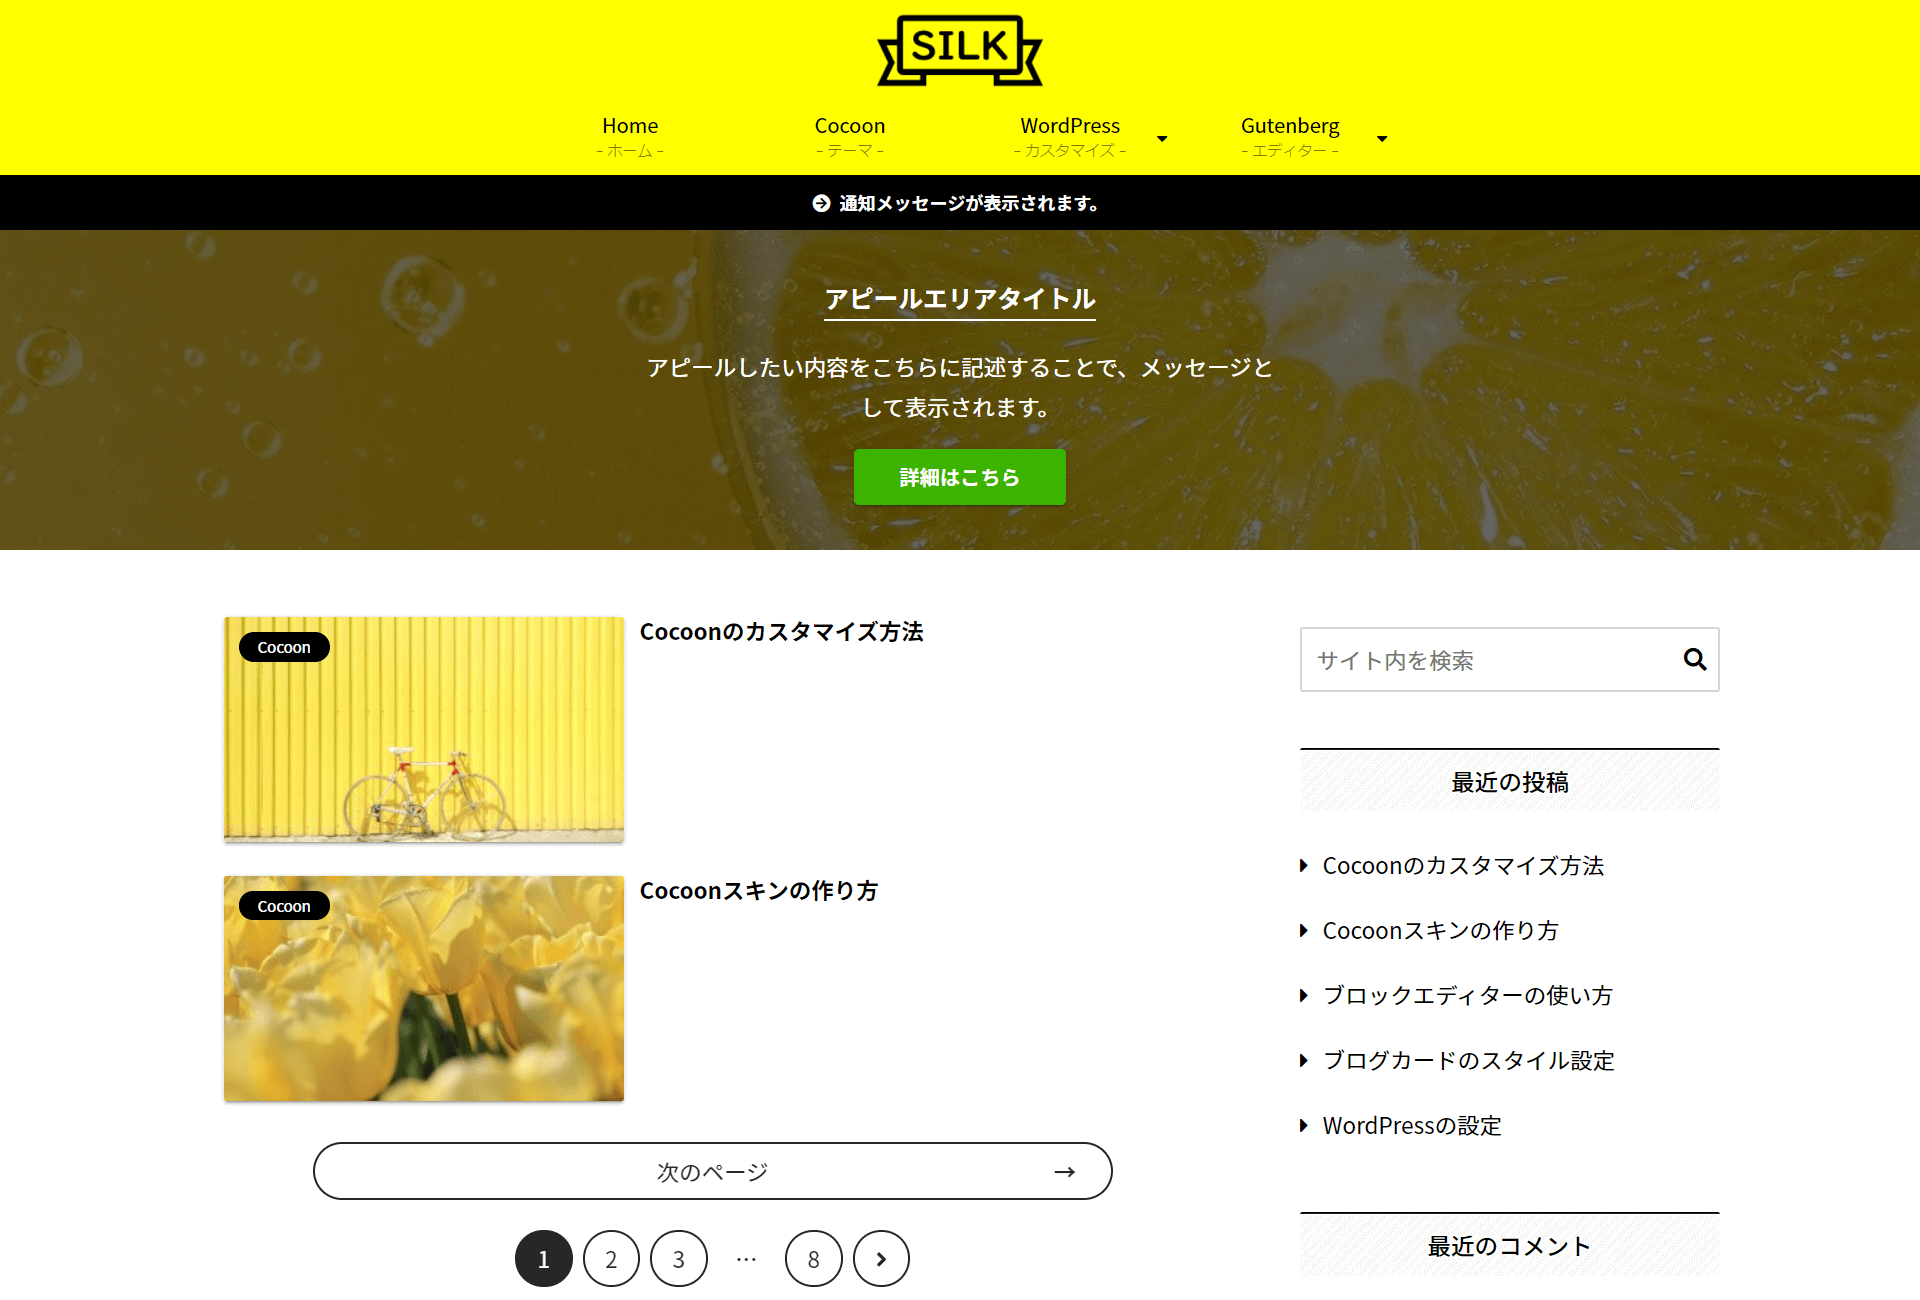 SILK
Home
- ホーム -
Cocoon
- テーマ -
WordPress
- カスタマイズ -
Gutenberg
- エディター -
通知メッセージが表示されます。
アピールエリアタイトル
アピールしたい内容をこちらに記述することで、メッセージと
して表示されます。
詳細はこちら
Cocoon
Cocoonのカスタマイズ方法
Cocoon
Cocoonスキンの作り方
次のページ →
1 2 3 … 8
サイト内を検索
最近の投稿
Cocoonのカスタマイズ方法
Cocoonスキンの作り方
ブロックエディターの使い方
ブログカードのスタイル設定
WordPressの設定
最近のコメント